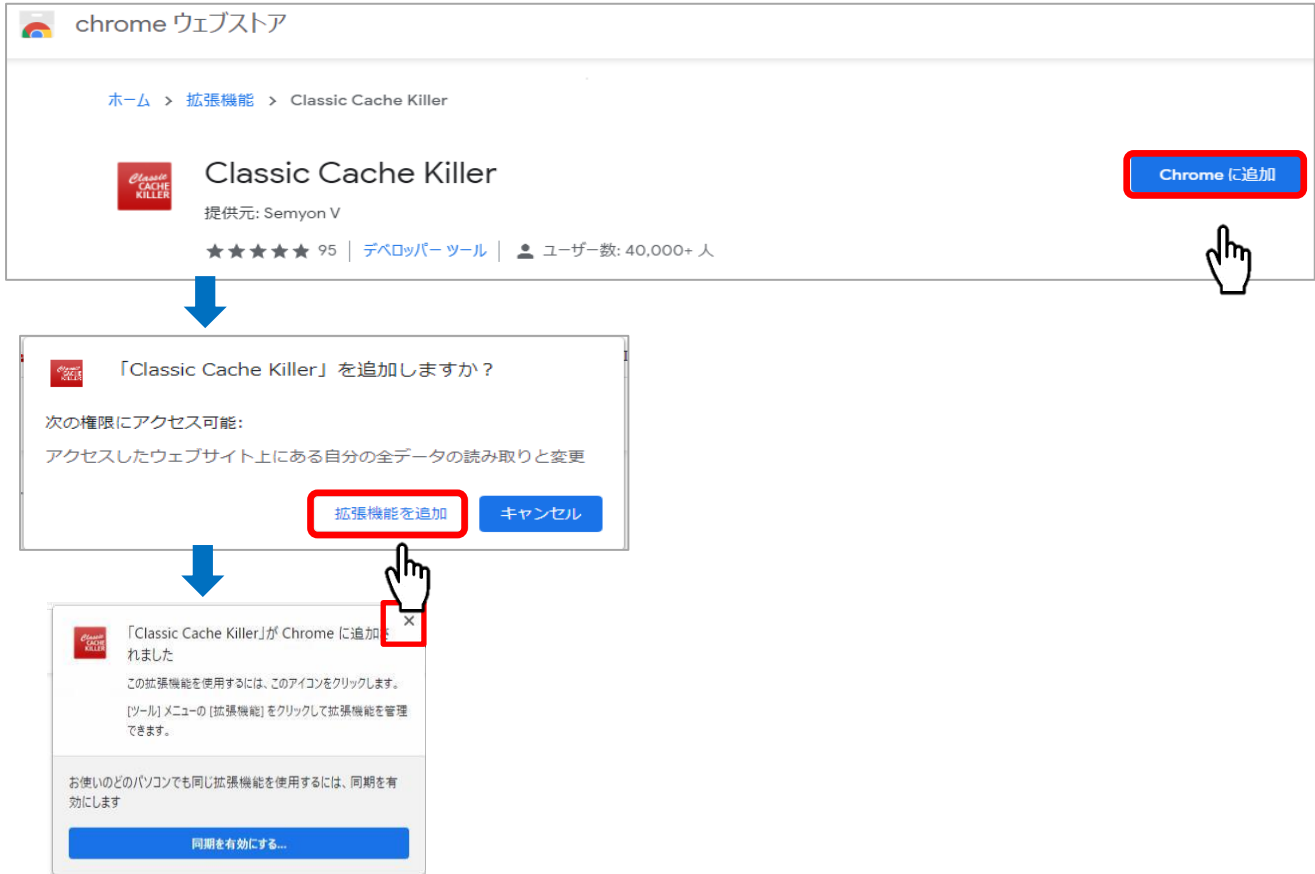 chrome ウェブストア
ホーム > 拡張機能 > Classic Cache Killer
Classic
CACHE
KILLER
Classic Cache Killer
Chrome に追加
提供元: Semyon V
★★★★★ 95 | デベロッパー ツール | ユーザー数: 40,000+ 人
Classic
CACHE
KILLER
「Classic Cache Killer」を追加しますか？
次の権限にアクセス可能:
アクセスしたウェブサイト上にある自分の全データの読み取りと変更
拡張機能を追加 キャンセル
×
Classic
CACHE
KILLER
「Classic Cache Killer」が Chrome に追加さ
れました
この拡張機能を使用するには、このアイコンをクリックします。
[ツール] メニューの [拡張機能] をクリックして拡張機能を管理
できます。
お使いのどのパソコンでも同じ拡張機能を使用するには、同期を有
効にします
同期を有効にする...